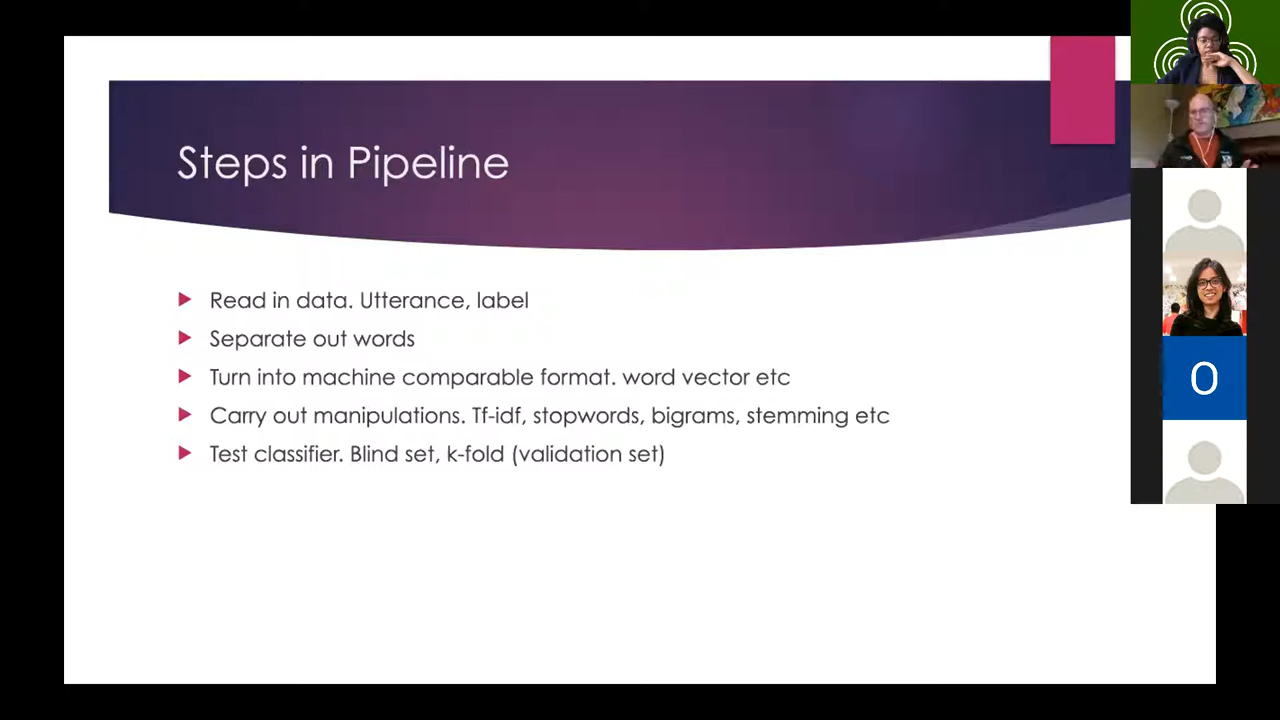 Steps in Pipeline
Read in data. Utterance, label
Separate out words
Turn into machine comparable format. word vector etc
Carry out manipulations. Tf-idf, stopwords, bigrams, stemming etc
Test classifier. Blind set, k-fold (validation set)
O